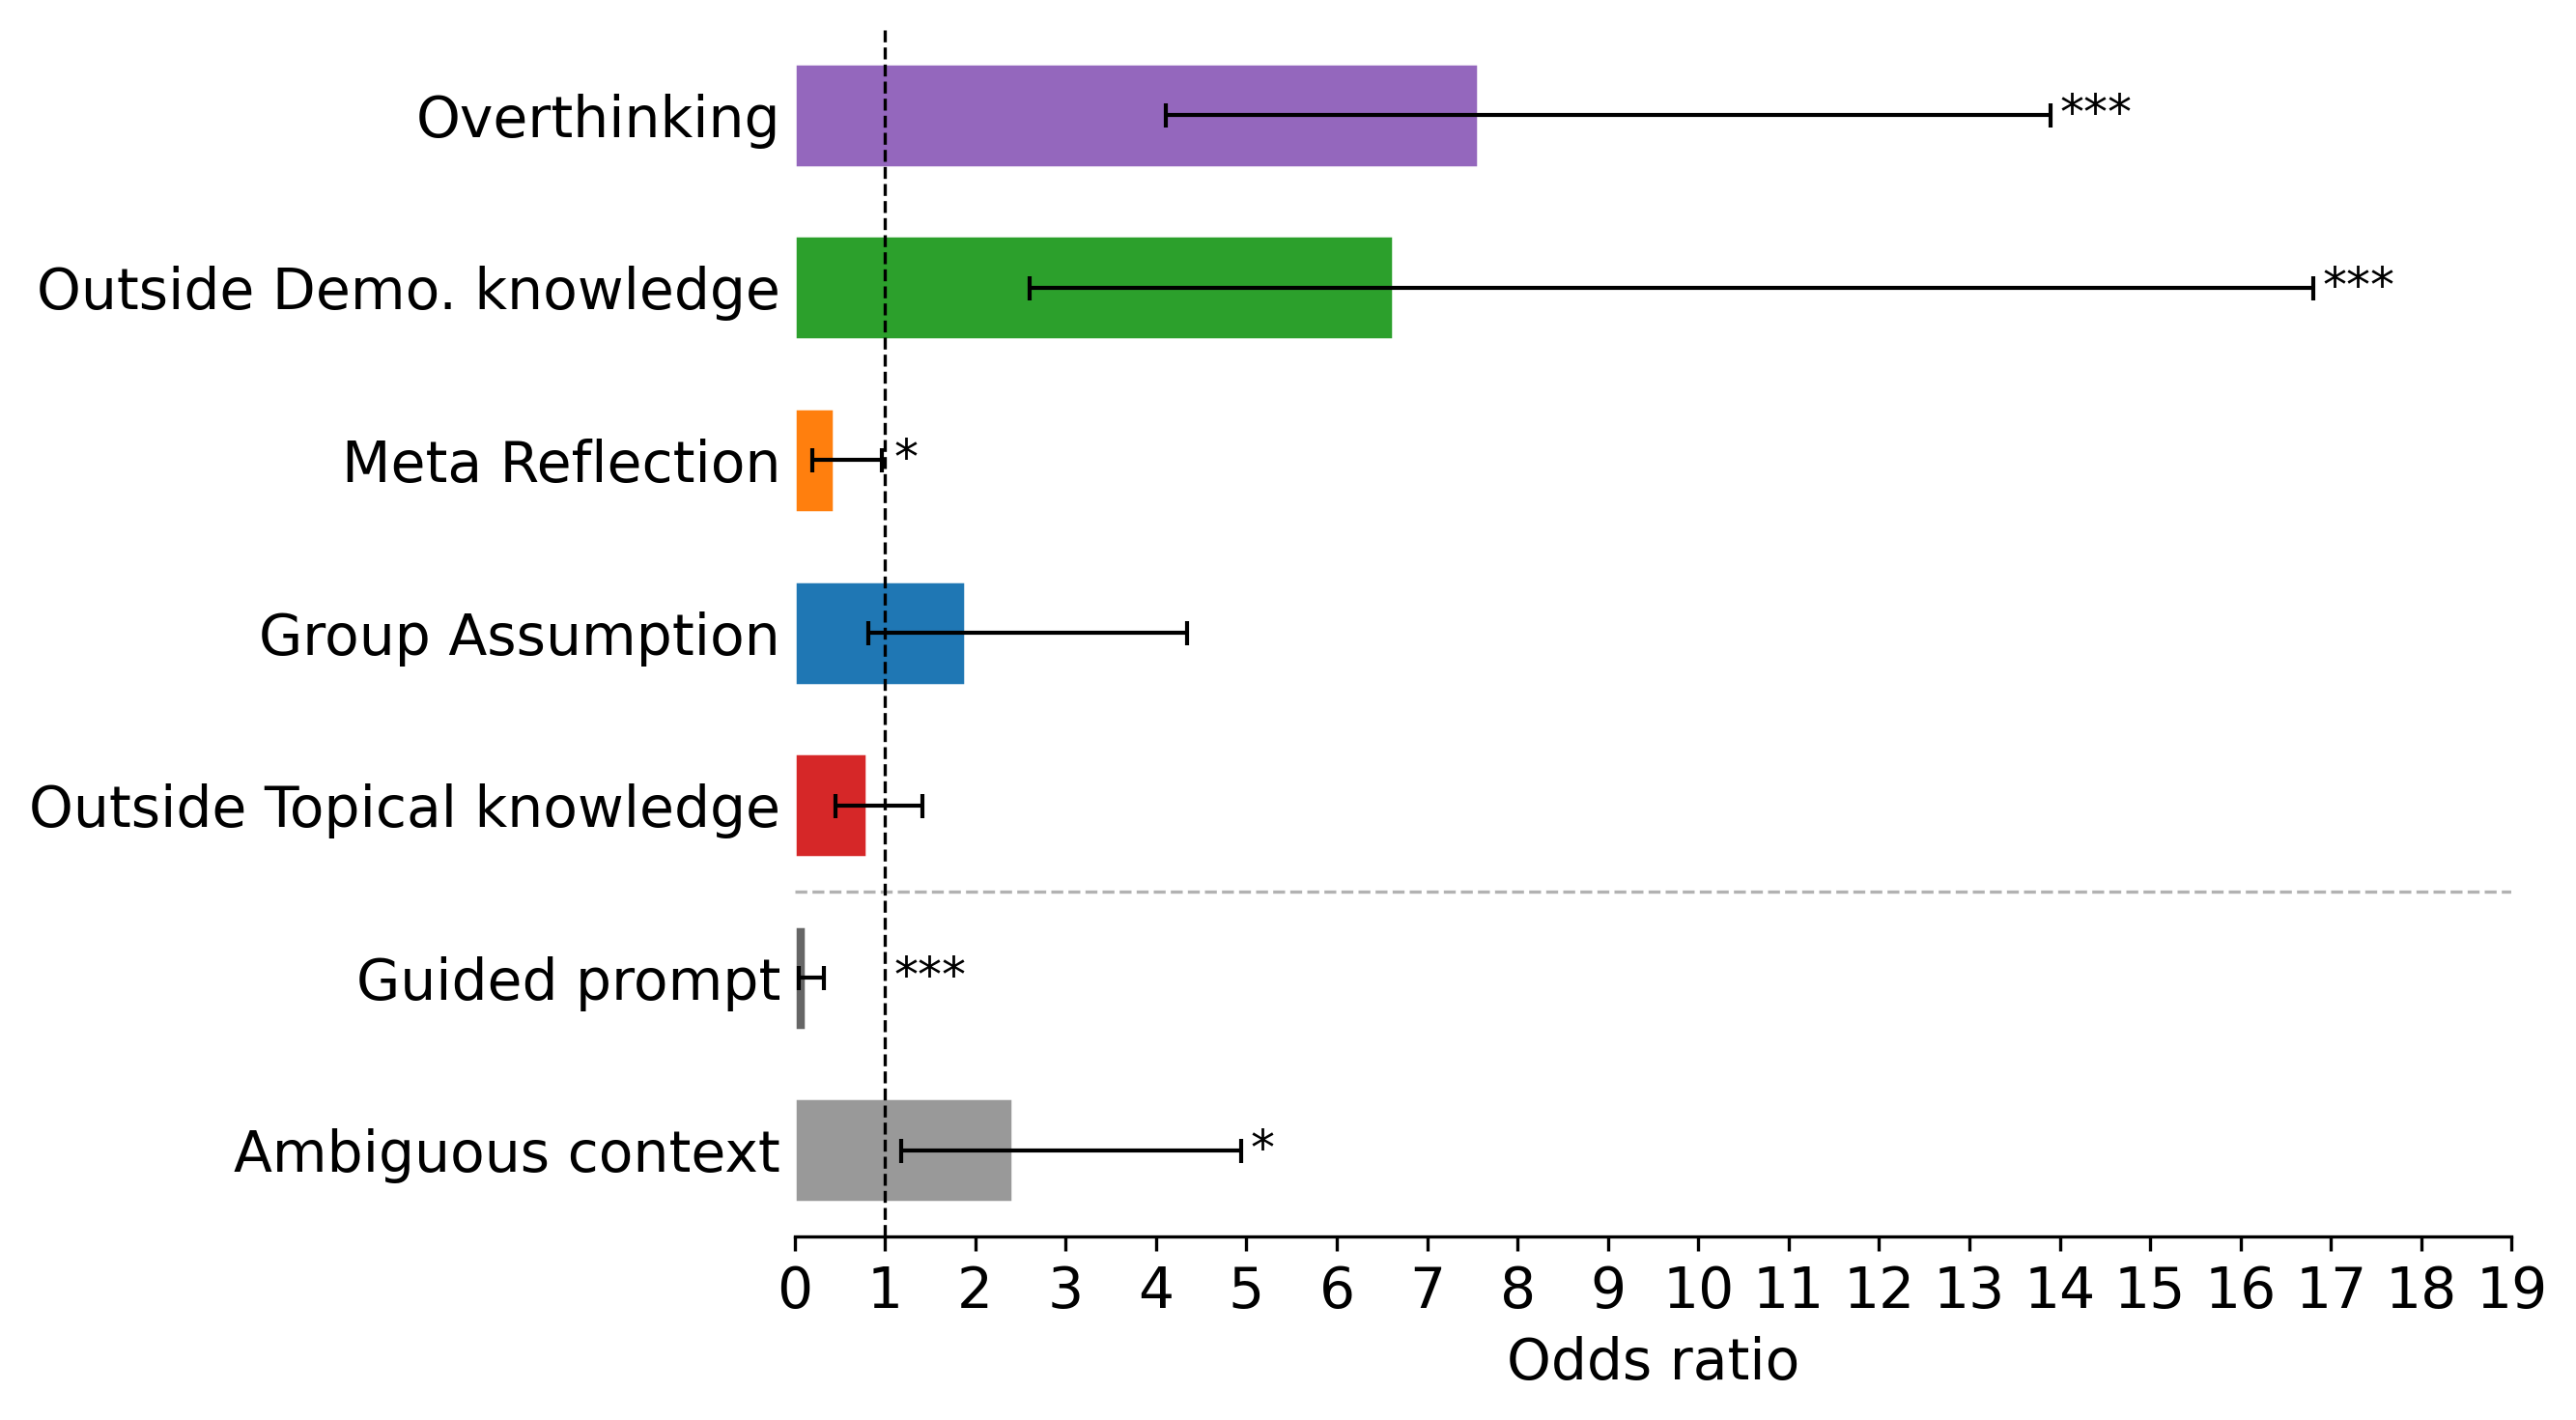 Overthinking
***
Outside Demo. knowledge
***
Meta Reflection
*
Group Assumption
Outside Topical knowledge
Guided prompt
***
Ambiguous context
*
0 1 2 3 4 5 6 7 8 9 10 11 12 13 14 15 16 17 18 19
Odds ratio